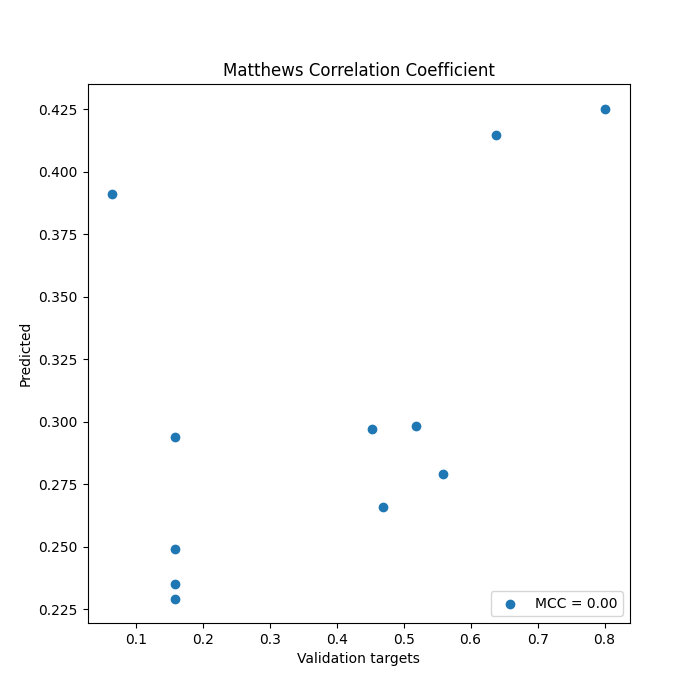 Matthews Correlation Coefficient
0.425
0.400
0.375
0.350
0.325
0.300
0.275
0.250
0.225
Predicted
MCC = 0.00
0.1 0.2 0.3 0.4 0.5 0.6 0.7 0.8
Validation targets